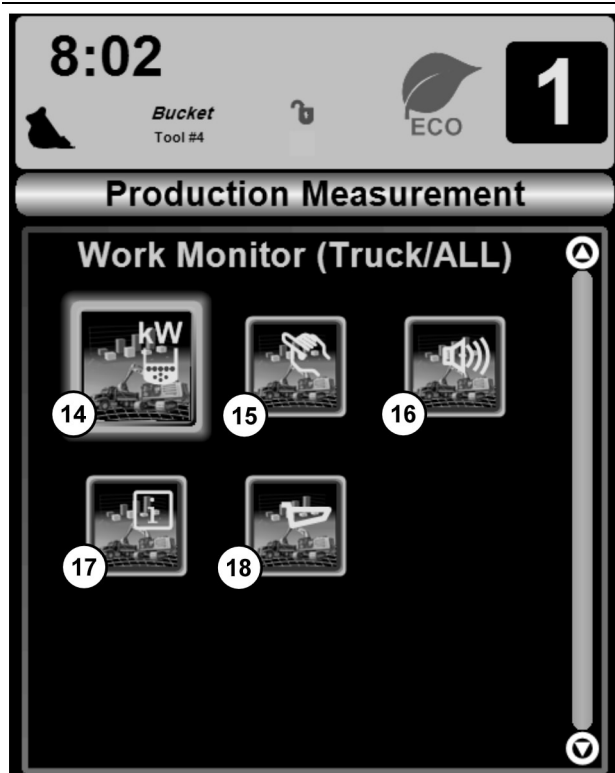 8:02
Bucket
Tool #4
ECO
1
Production Measurement
Work Monitor (Truck/ALL)
kW
14
15
16
i
17
18